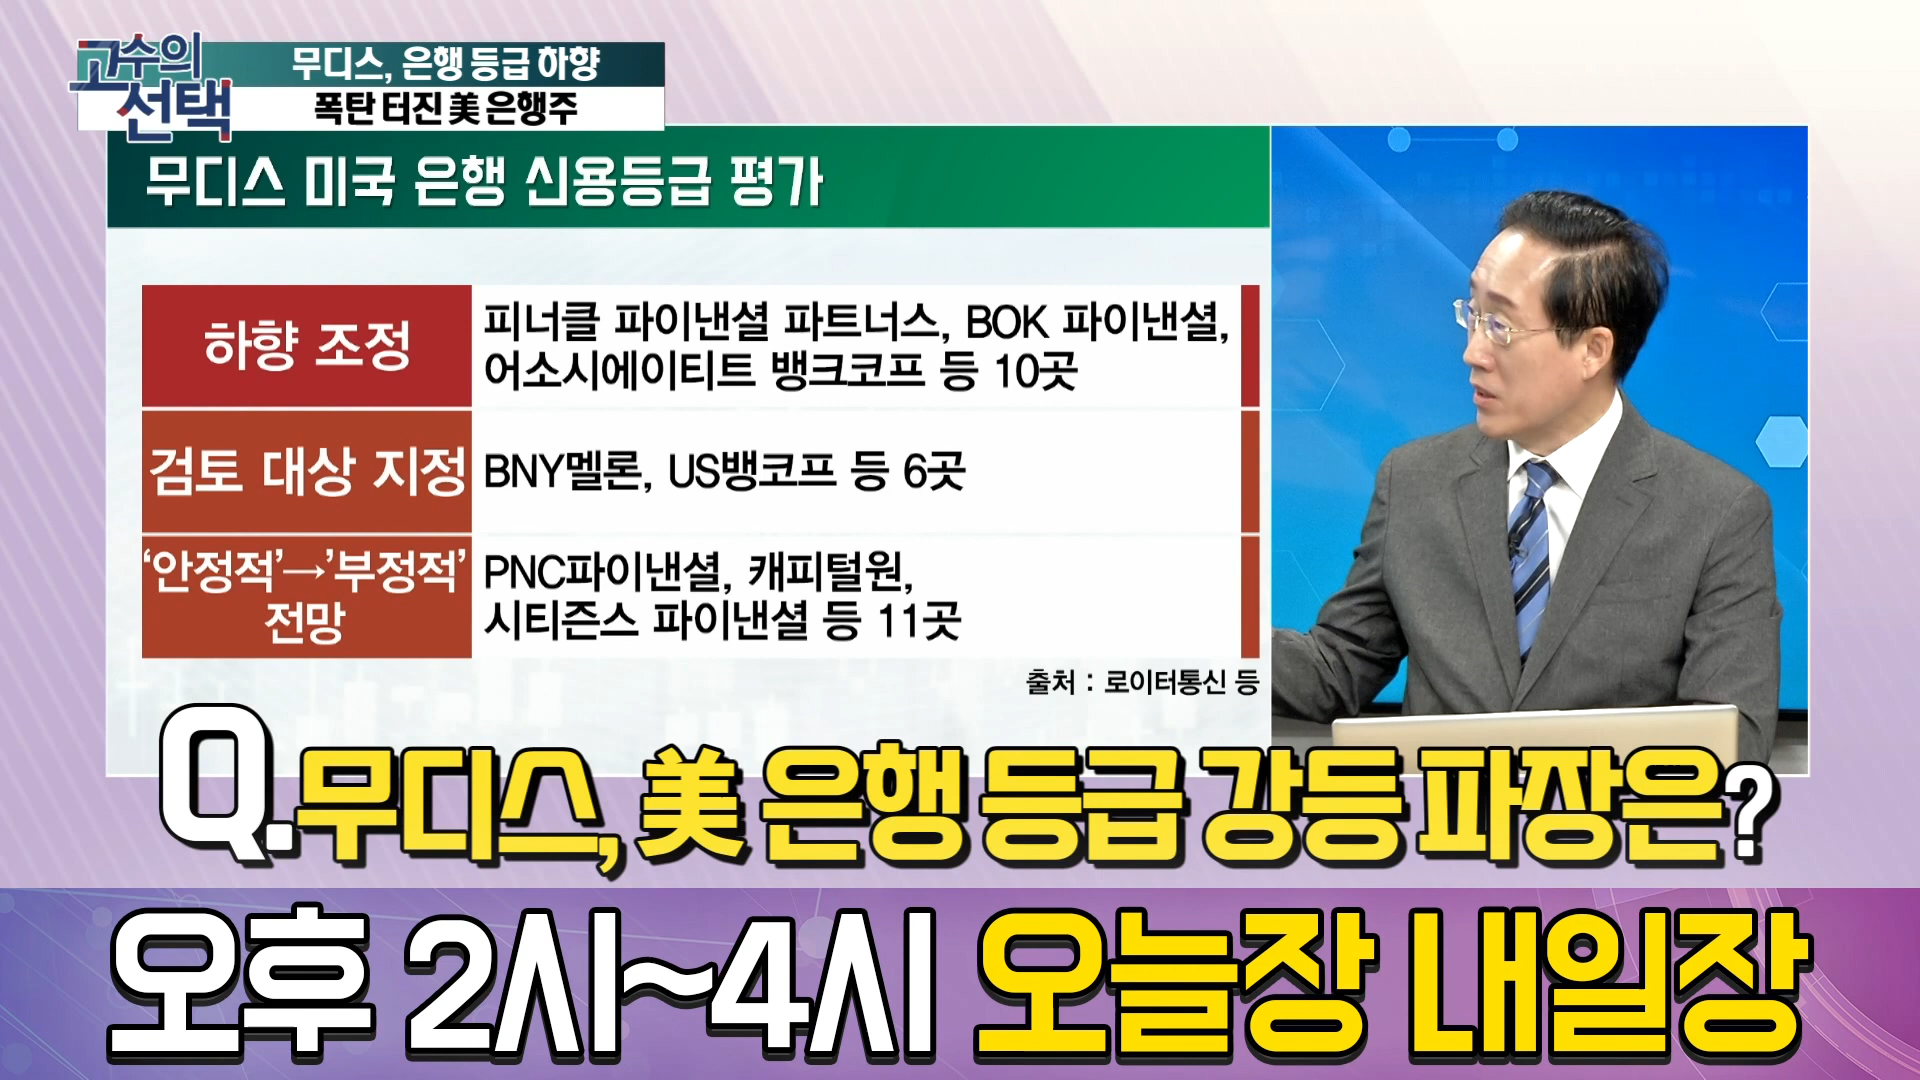 고수의
선택
무디스, 은행 등급 하향
폭탄 터진 美 은행주
무디스 미국 은행 신용등급 평가
하향 조정
피너클 파이낸셜 파트너스, BOK 파이낸셜,
어소시에이티트 뱅크코프 등 10곳
검토 대상 지정
BNY멜론, US뱅코프 등 6곳
‘안정적’→’부정적’
전망
PNC파이낸셜, 캐피털원,
시티즌스 파이낸셜 등 11곳
출처 : 로이터통신 등
Q.무디스, 美 은행 등급 강등 파장은?
오후 2시~4시 오늘장 내일장